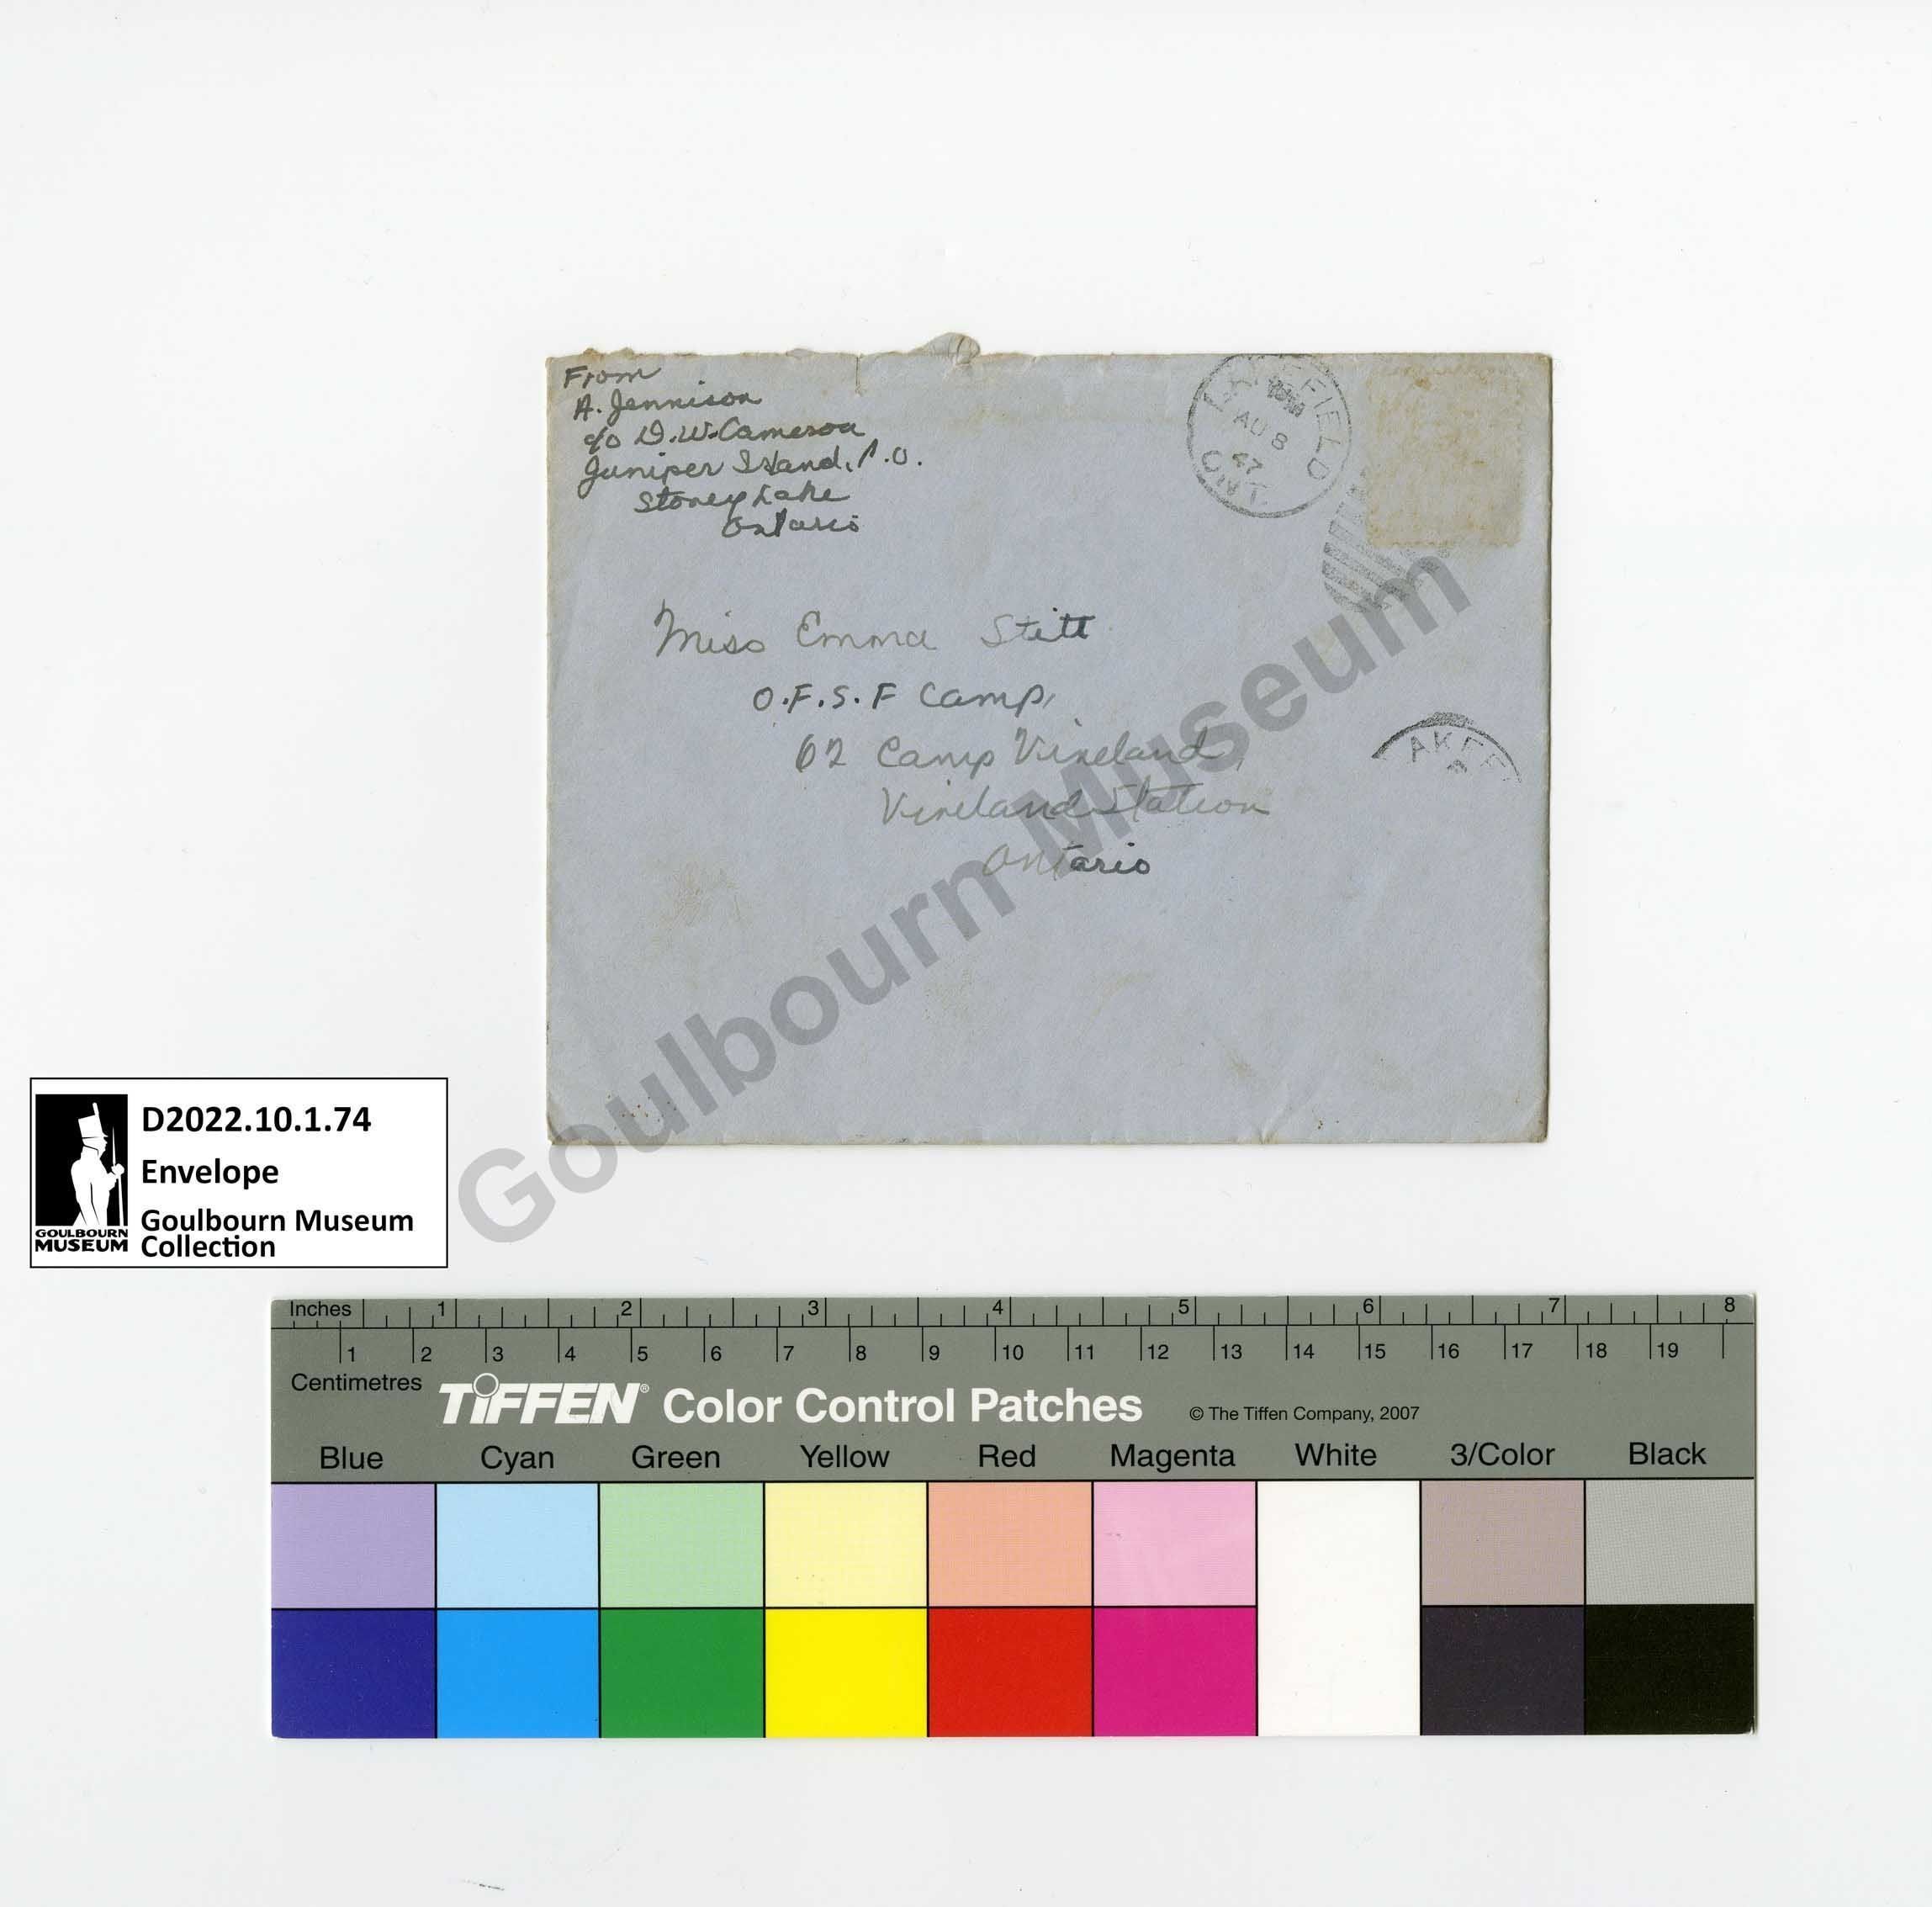 From
A. Jennison
c/o D.W. Cameron
Juniper Island, P.O.
Stoney Lake
Ontario
LAKEFIELD
AU 8
47
ONT.
Miss Emma Stitt
O.F.S.F Camp,
62 Camp Vineland,
Vineland Station
Ontario
AKEF
Goulbourn Museum
D2022.10.1.74
Envelope
Goulbourn Museum
Collection
GOULBOURN
MUSEUM
Inches 1 2 3 4 5 6 7 8
1 2 3 4 5 6 7 8 9 10 11 12 13 14 15 16 17 18 19
Centimetres
TIFFEN® Color Control Patches © The Tiffen Company, 2007
Blue Cyan Green Yellow Red Magenta White 3/Color Black